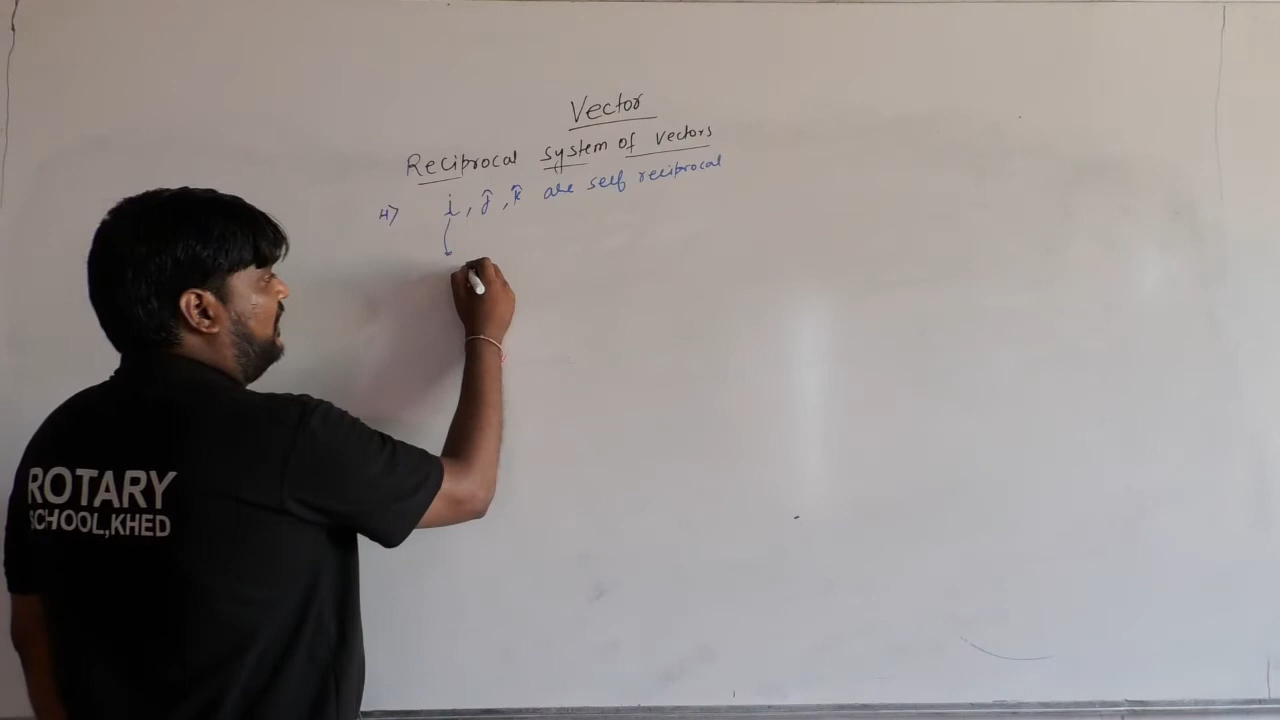 Vector
Reciprocal system of vectors
4) i, ĵ, k̂ are self reciprocal
ROTARY
SCHOOL,KHED